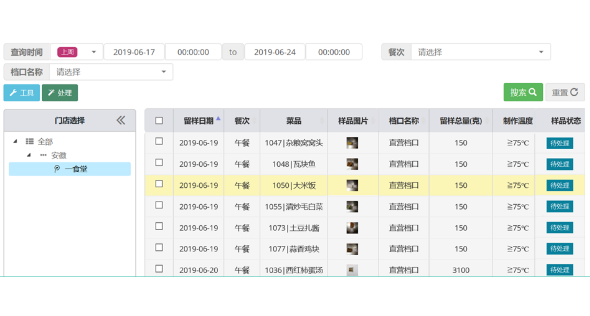 查询时间 上周 2019-06-17 00:00:00 to 2019-06-24 00:00:00 餐次 请选择
档口名称 请选择
工具 处理 搜索 重置
门店选择
全部
安徽
一食堂
留样日期 餐次 菜品 样品图片 档口名称 留样总量(克) 制作温度 样品状态
2019-06-19 午餐 1047|杂粮窝窝头 直营档口 150 ≧75℃ 待处理
2019-06-19 午餐 1048|瓦块鱼 直营档口 150 ≧75℃ 待处理
2019-06-19 午餐 1050|大米饭 直营档口 150 ≧75℃ 待处理
2019-06-19 午餐 1055|清炒毛白菜 直营档口 150 ≧75℃ 待处理
2019-06-19 午餐 1073|土豆扎酱 直营档口 150 ≧75℃ 待处理
2019-06-19 午餐 1077|蒜香鸡块 直营档口 150 ≧75℃ 待处理
2019-06-20 午餐 1036|西红柿蛋汤 直营档口 3100 ≧75℃ 待处理